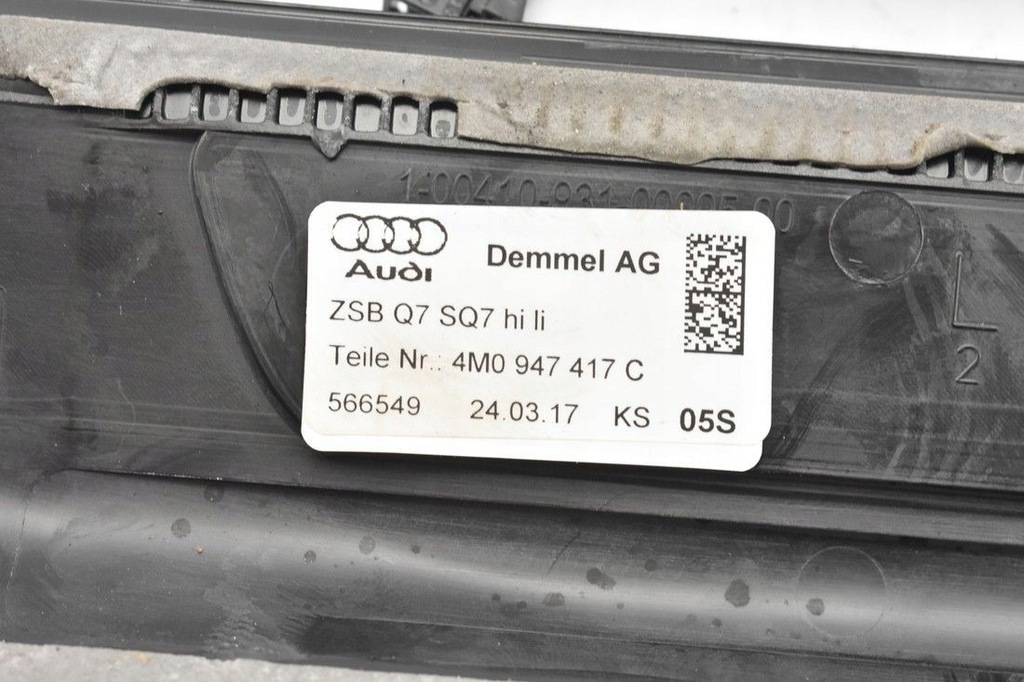 Audi
Demmel AG
ZSB Q7 SQ7 hi li
Teile Nr.: 4M0 947 417 C
566549 24.03.17 KS 05S
L
2